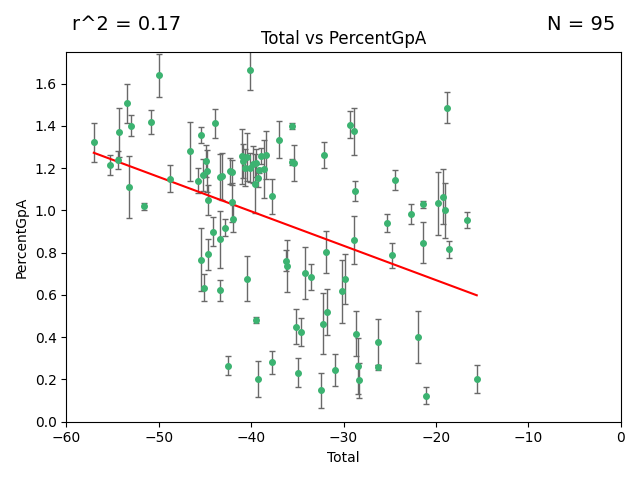 r^2 = 0.17 N = 95
Total vs PercentGpA
PercentGpA
1.6
1.4
1.2
1.0
0.8
0.6
0.4
0.2
0.0
−60 −50 −40 −30 −20 −10 0
Total